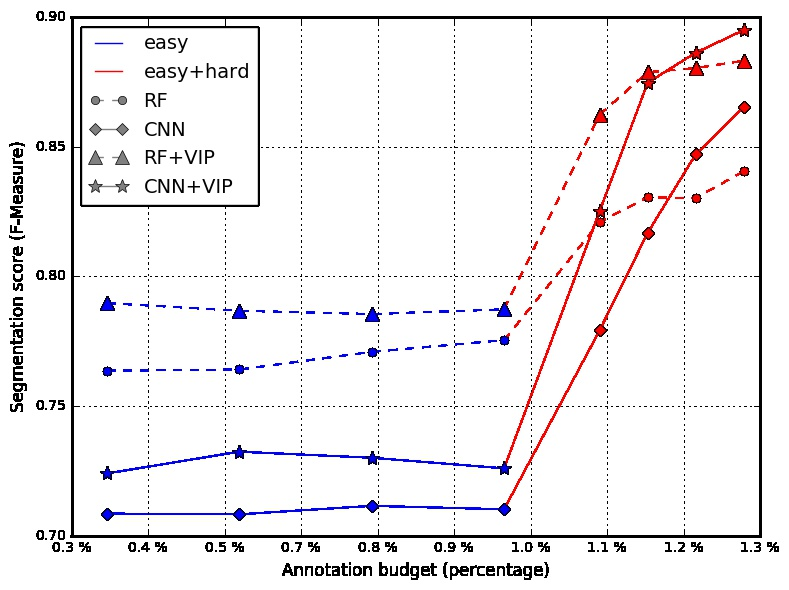 0.90
0.85
0.80
0.75
0.70
Segmentation score (F-Measure)
easy
easy+hard
RF
CNN
RF+VIP
CNN+VIP
0.3 % 0.4 % 0.5 % 0.7 % 0.8 % 0.9 % 1.0 % 1.1 % 1.2 % 1.3 %
Annotation budget (percentage)